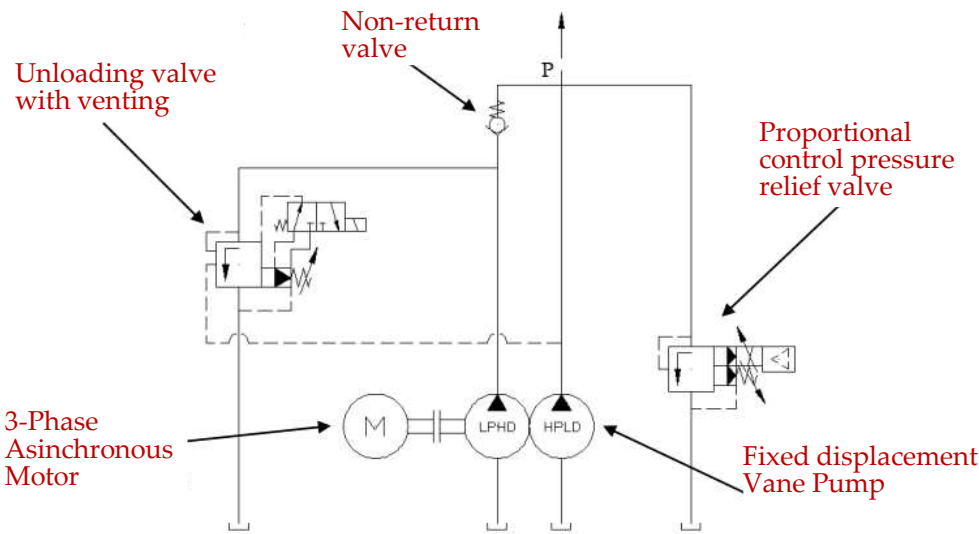 Non-return
valve
P
Unloading valve
with venting
Proportional
control pressure
relief valve
3-Phase
Asinchronous
Motor
M
LPHD
HPLD
Fixed displacement
Vane Pump